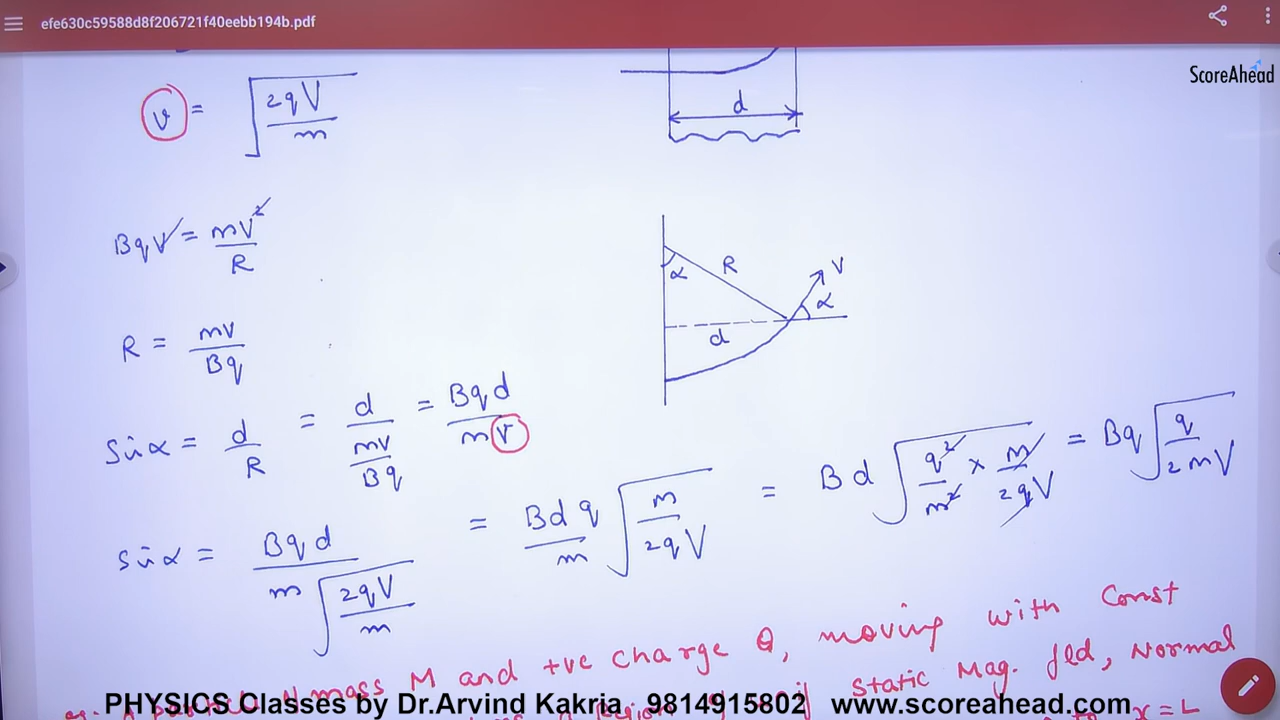 efe630c59588d8f206721f40eebb194b.pdf
ScoreAhead
v = √(2qV/m)
d
BqV = mV²/R
α R V α
d
R = mv/Bq
Sinα = d/R = d/(mv/Bq) = Bqd/mV
Sinα = Bqd/(m√(2qV/m)) = Bdq/m √(m/2qV) = Bd √(q²/m² × m/2qV) = Bq √(q/2mV)
mass M and +ve charge Q, moving with Const
static Mag. fld, Normal
x = L
PHYSICS Classes by Dr.Arvind Kakria 9814915802 www.scoreahead.com